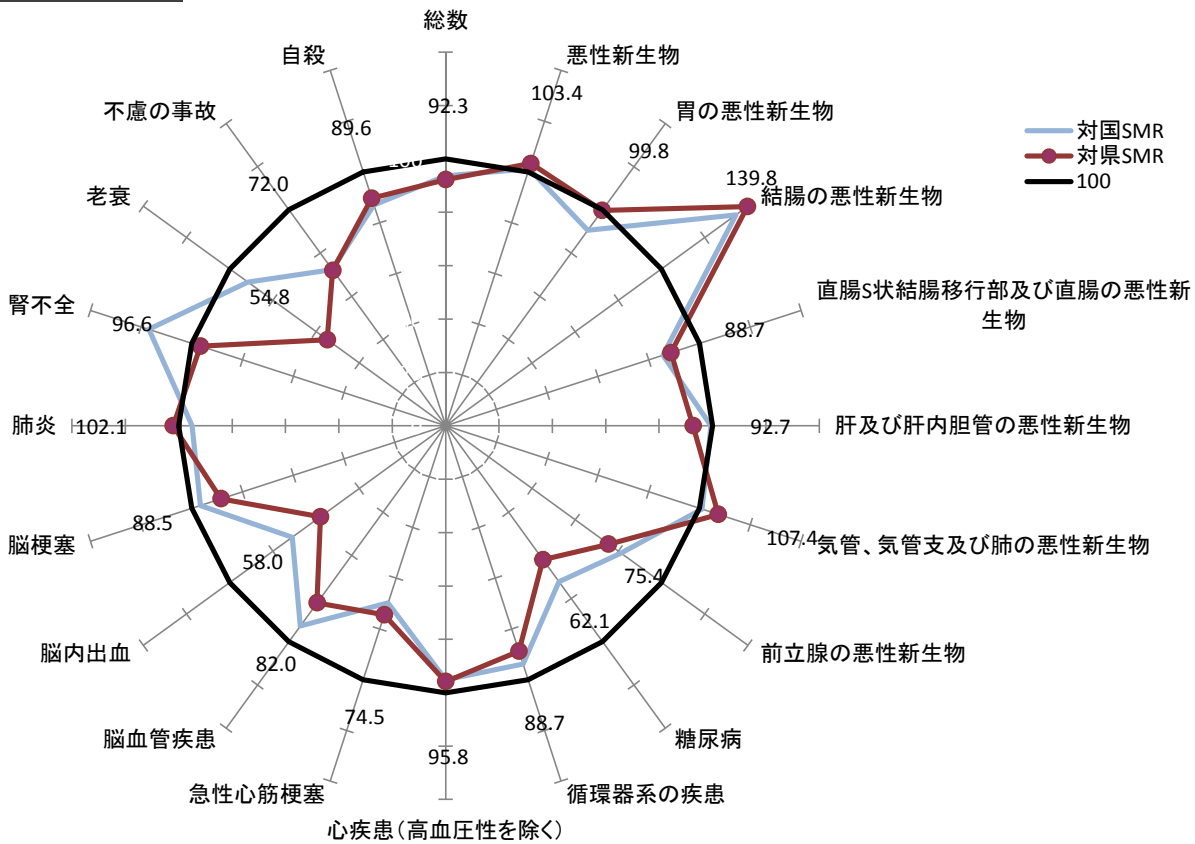 総数
92.3
悪性新生物
103.4
胃の悪性新生物
99.8
結腸の悪性新生物
139.8
直腸S状結腸移行部及び直腸の悪性新
生物
88.7
肝及び肝内胆管の悪性新生物
92.7
気管、気管支及び肺の悪性新生物
107.4
前立腺の悪性新生物
75.4
糖尿病
62.1
循環器系の疾患
88.7
心疾患(高血圧性を除く)
95.8
急性心筋梗塞
74.5
脳血管疾患
82.0
脳内出血
58.0
脳梗塞
88.5
肺炎
102.1
腎不全
96.6
老衰
54.8
不慮の事故
72.0
自殺
89.6
100
対国SMR
対県SMR
100